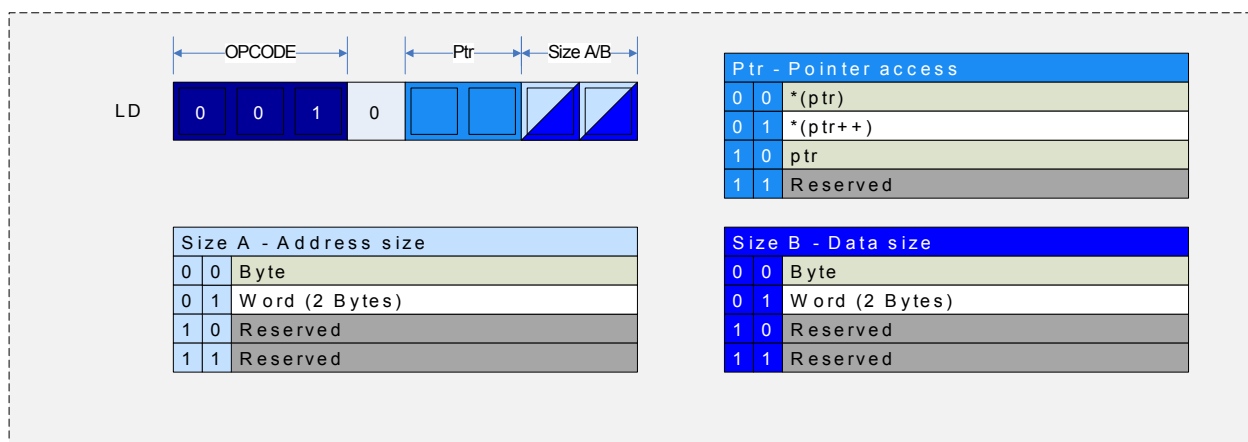 OPCODE Ptr Size A/B
LD 0 0 1 0
Ptr - Pointer access
0 0 *(ptr)
0 1 *(ptr++)
1 0 ptr
1 1 Reserved
Size A - Address size
0 0 Byte
0 1 Word (2 Bytes)
1 0 Reserved
1 1 Reserved
Size B - Data size
0 0 Byte
0 1 Word (2 Bytes)
1 0 Reserved
1 1 Reserved